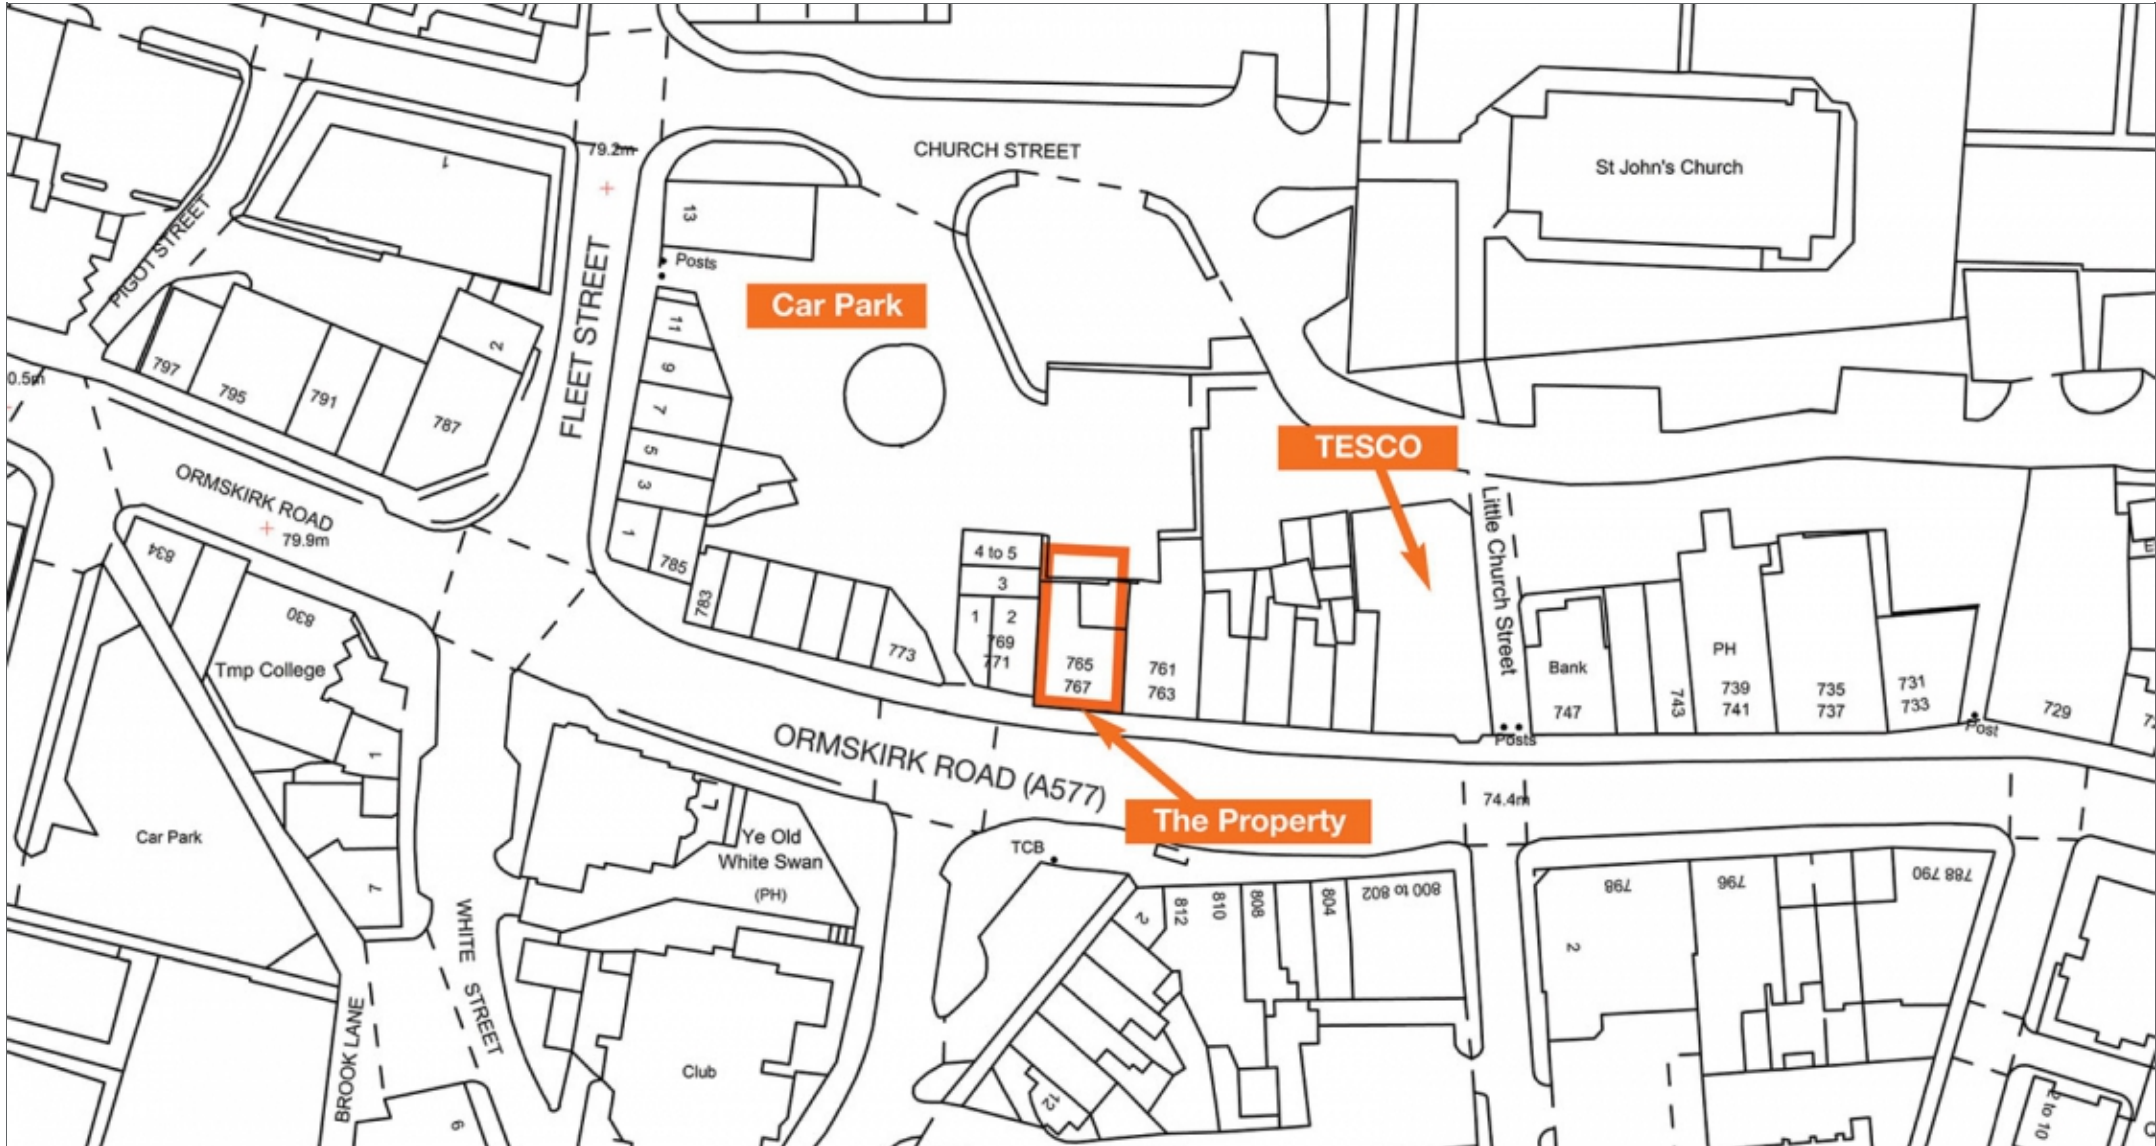 CHURCH STREET
St John's Church
79.2m
1
13
Posts
PIGOT STREET
FLEET STREET
Car Park
11
9
7
5
3
1
2
797
795
791
787
0.5m
ORMSKIRK ROAD
79.9m
TESCO
Little Church Street
785
783
773
4 to 5
3
1
2
769
771
765
767
761
763
Bank
747
743
PH
739
741
735
737
731
733
Post
729
Posts
834
830
Tmp College
1
7
Car Park
ORMSKIRK ROAD (A577)
The Property
74.4m
Ye Old
White Swan
(PH)
TCB
2
812
810
808
804
800 to 802
798
796
788 790
2
WHITE STREET
BROOK LANE
Club
6
12
2 to 10